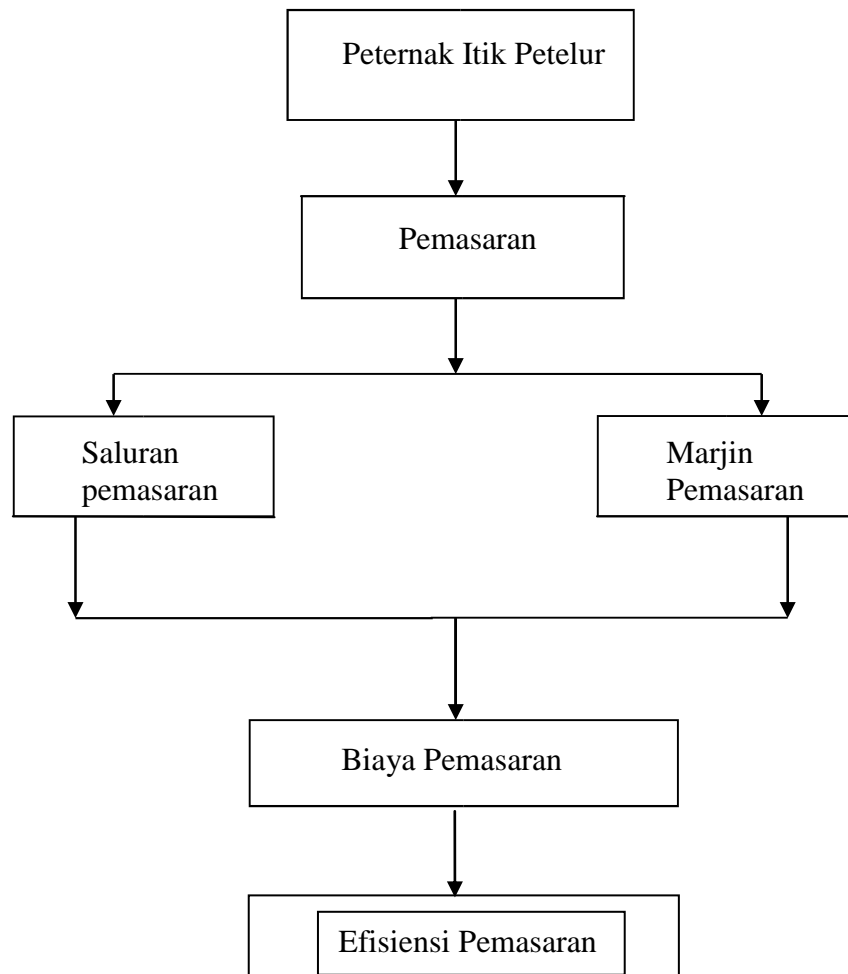 Peternak Itik Petelur
Pemasaran
Saluran
pemasaran
Marjin
Pemasaran
Biaya Pemasaran
Efisiensi Pemasaran